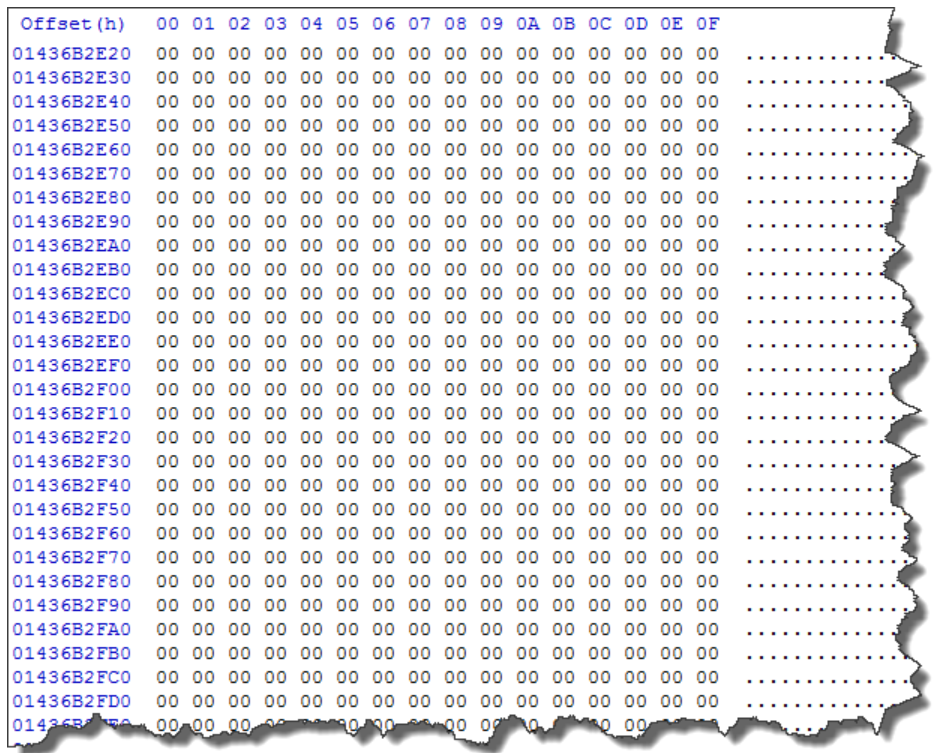 Offset(h) 00 01 02 03 04 05 06 07 08 09 0A 0B 0C 0D 0E 0F
01436B2E20 00 00 00 00 00 00 00 00 00 00 00 00 00 00 00 00 .............
01436B2E30 00 00 00 00 00 00 00 00 00 00 00 00 00 00 00 00 .............
01436B2E40 00 00 00 00 00 00 00 00 00 00 00 00 00 00 00 00 .............
01436B2E50 00 00 00 00 00 00 00 00 00 00 00 00 00 00 00 00 .............
01436B2E60 00 00 00 00 00 00 00 00 00 00 00 00 00 00 00 00 .............
01436B2E70 00 00 00 00 00 00 00 00 00 00 00 00 00 00 00 00 .............
01436B2E80 00 00 00 00 00 00 00 00 00 00 00 00 00 00 00 00 .............
01436B2E90 00 00 00 00 00 00 00 00 00 00 00 00 00 00 00 00 .............
01436B2EA0 00 00 00 00 00 00 00 00 00 00 00 00 00 00 00 00 .............
01436B2EB0 00 00 00 00 00 00 00 00 00 00 00 00 00 00 00 00 .............
01436B2EC0 00 00 00 00 00 00 00 00 00 00 00 00 00 00 00 00 .............
01436B2ED0 00 00 00 00 00 00 00 00 00 00 00 00 00 00 00 00 .............
01436B2EE0 00 00 00 00 00 00 00 00 00 00 00 00 00 00 00 00 .............
01436B2EF0 00 00 00 00 00 00 00 00 00 00 00 00 00 00 00 00 .............
01436B2F00 00 00 00 00 00 00 00 00 00 00 00 00 00 00 00 00 .............
01436B2F10 00 00 00 00 00 00 00 00 00 00 00 00 00 00 00 00 .............
01436B2F20 00 00 00 00 00 00 00 00 00 00 00 00 00 00 00 00 .............
01436B2F30 00 00 00 00 00 00 00 00 00 00 00 00 00 00 00 00 .............
01436B2F40 00 00 00 00 00 00 00 00 00 00 00 00 00 00 00 00 .............
01436B2F50 00 00 00 00 00 00 00 00 00 00 00 00 00 00 00 00 .............
01436B2F60 00 00 00 00 00 00 00 00 00 00 00 00 00 00 00 00 .............
01436B2F70 00 00 00 00 00 00 00 00 00 00 00 00 00 00 00 00 .............
01436B2F80 00 00 00 00 00 00 00 00 00 00 00 00 00 00 00 00 .............
01436B2F90 00 00 00 00 00 00 00 00 00 00 00 00 00 00 00 00 .............
01436B2FA0 00 00 00 00 00 00 00 00 00 00 00 00 00 00 00 00 .............
01436B2FB0 00 00 00 00 00 00 00 00 00 00 00 00 00 00 00 00 .............
01436B2FC0 00 00 00 00 00 00 00 00 00 00 00 00 00 00 00 00 .............
01436B2FD0 00 00 00 00 00 00 00 00 00 00 00 00 00 00 00 00 .............